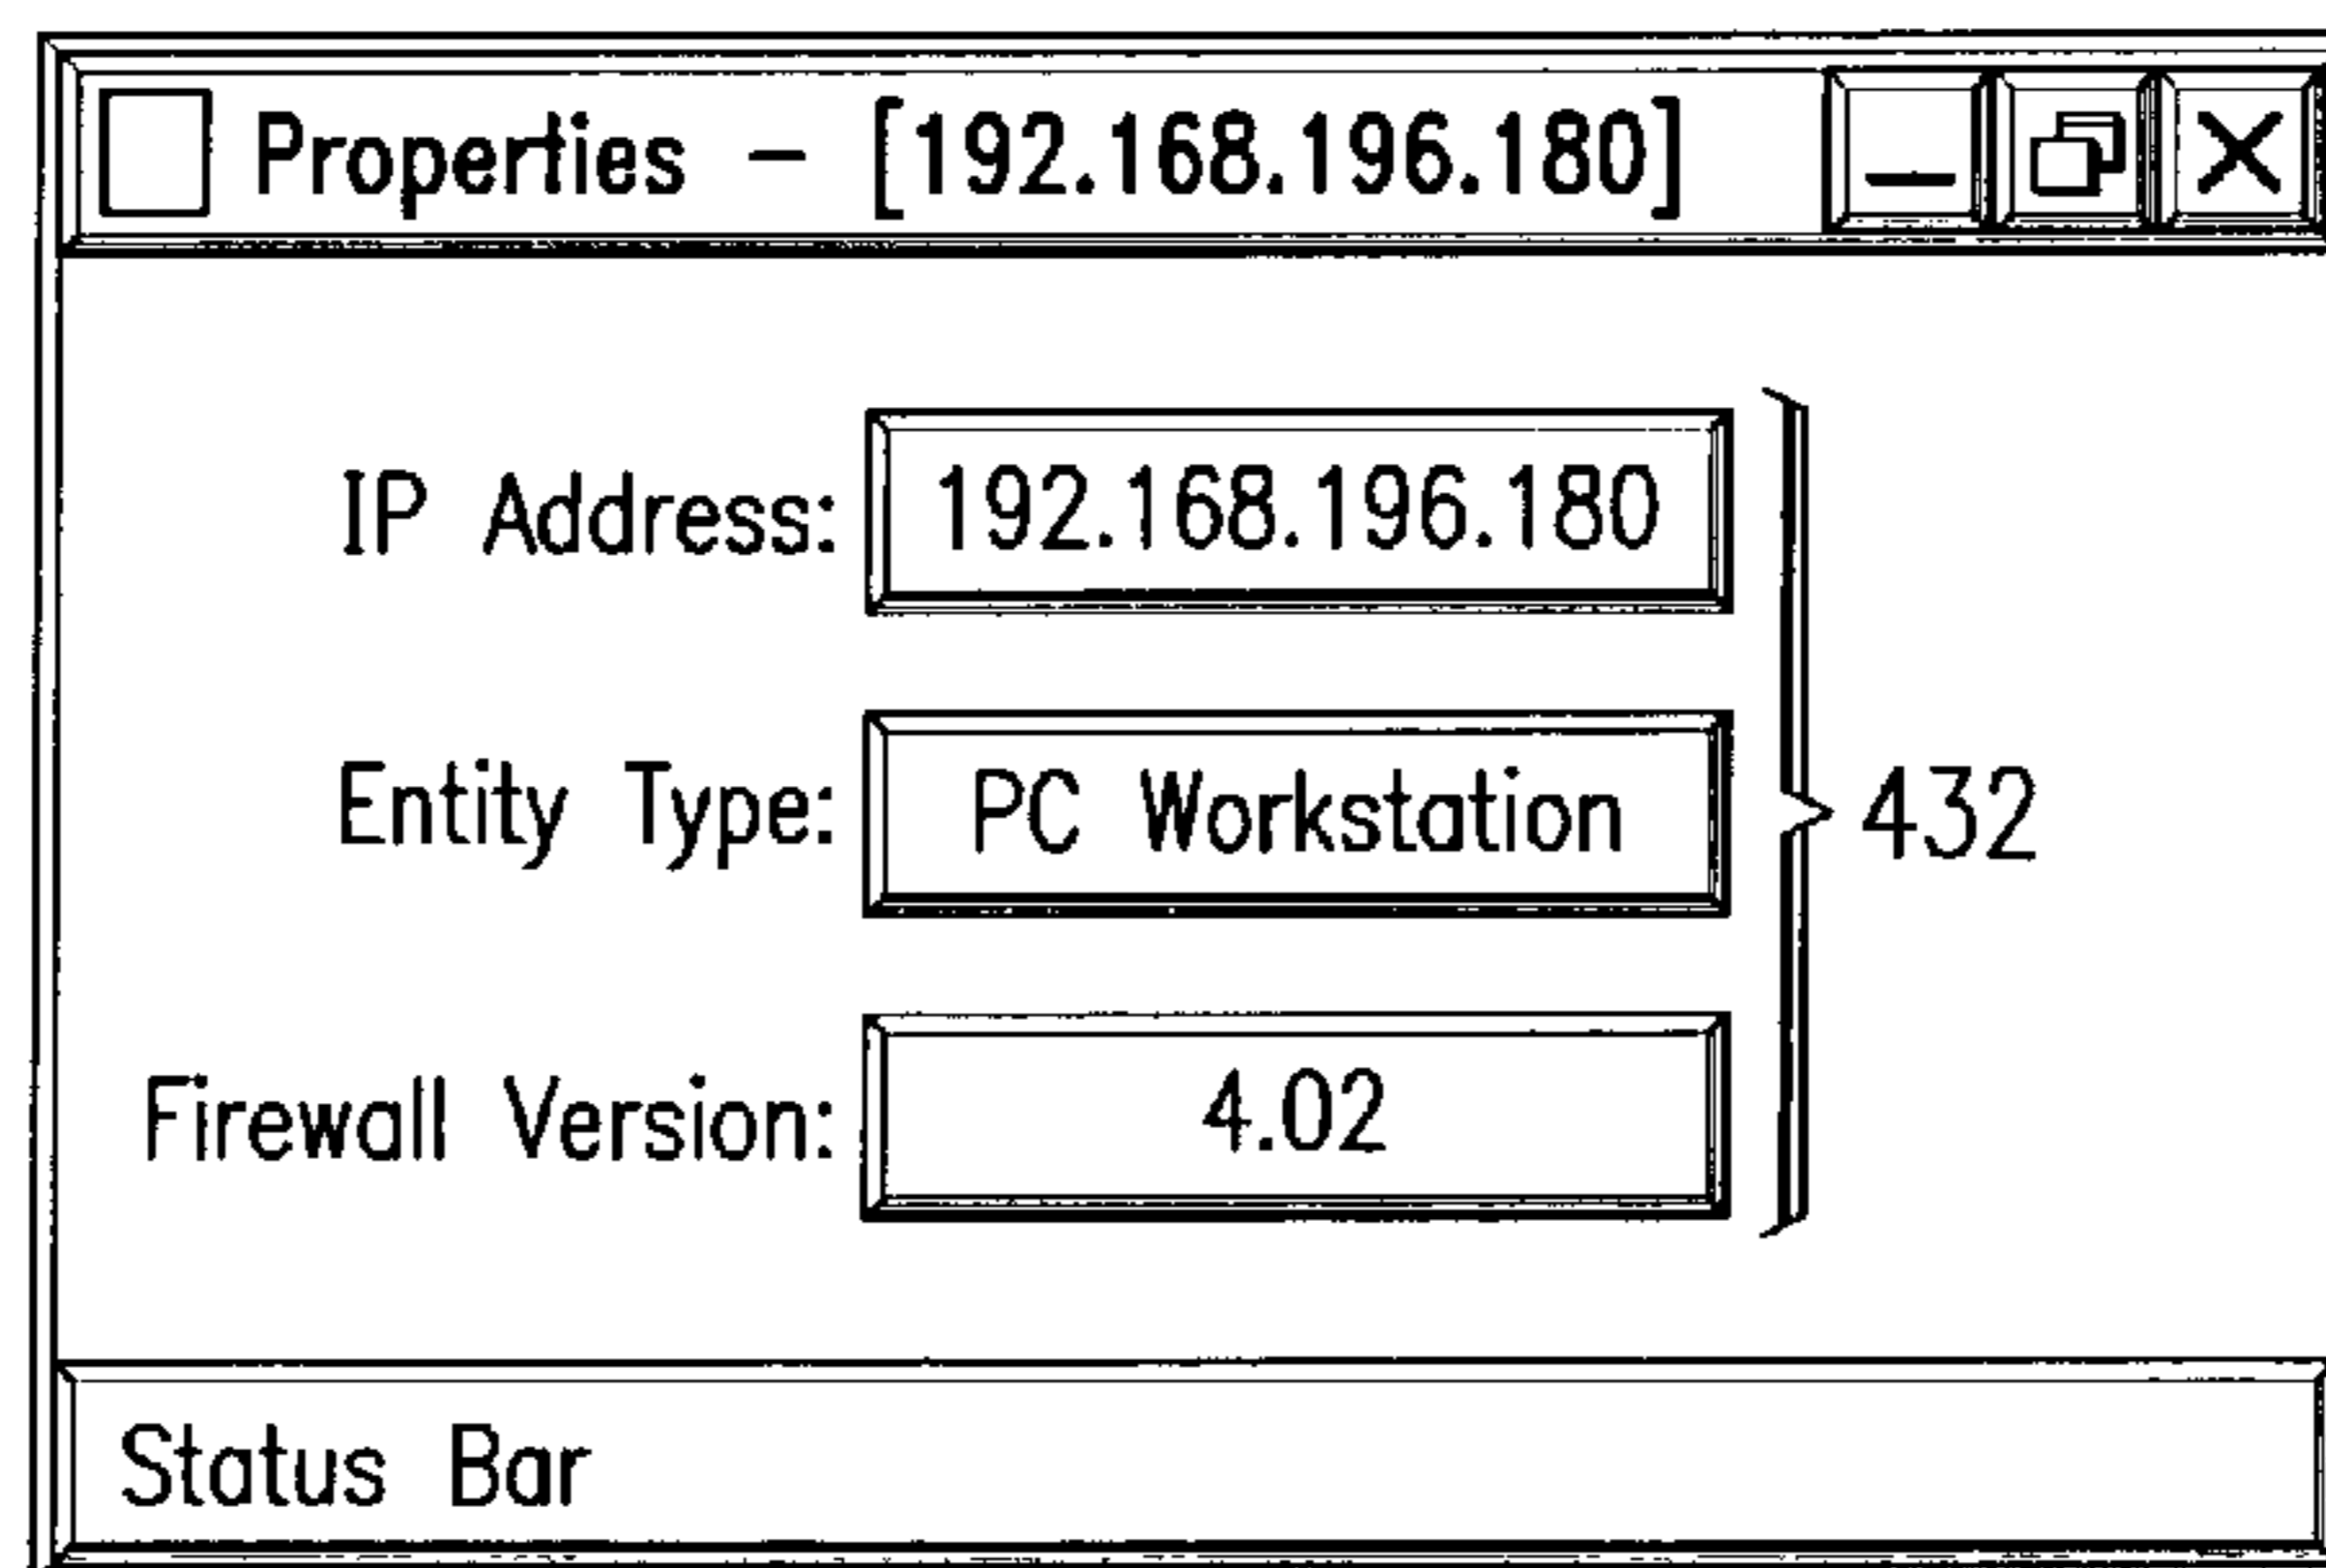 Properties - [192.168.196.180]
IP Address: 192.168.196.180
Entity Type: PC Workstation
432
Firewall Version: 4.02
Status Bar